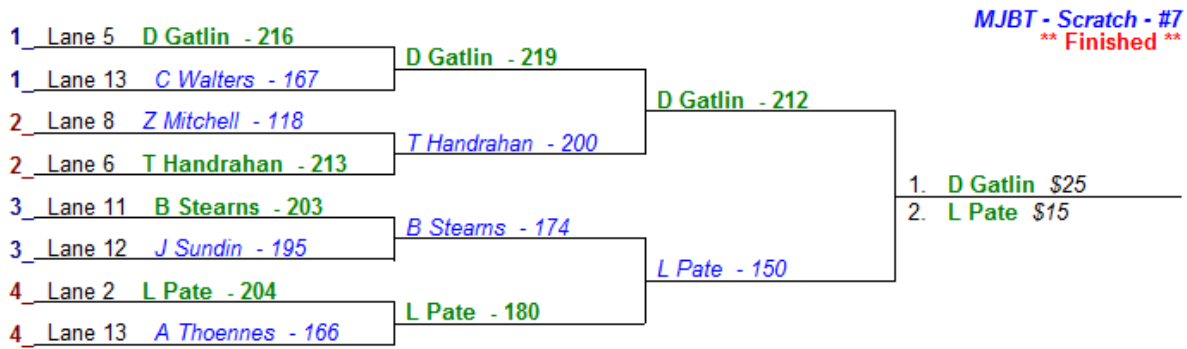 MJBT - Scratch - #7
** Finished **
1_ Lane 5 D Gatlin - 216
1_ Lane 13 C Walters - 167
2_ Lane 8 Z Mitchell - 118
2_ Lane 6 T Handrahan - 213
3_ Lane 11 B Stearns - 203
3_ Lane 12 J Sundin - 195
4_ Lane 2 L Pate - 204
4_ Lane 13 A Thoennes - 166
D Gatlin - 219
T Handrahan - 200
B Stearns - 174
L Pate - 180
D Gatlin - 212
L Pate - 150
1. D Gatlin $25
2. L Pate $15